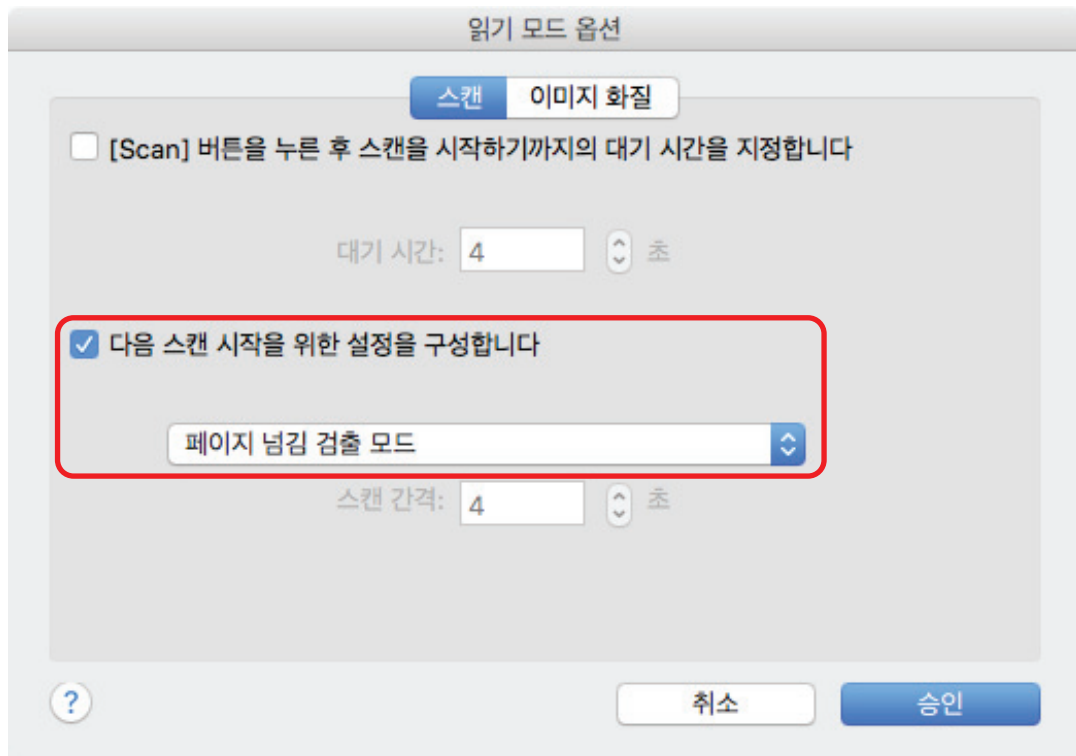 읽기 모드 옵션
스캔 이미지 화질
[Scan] 버튼을 누른 후 스캔을 시작하기까지의 대기 시간을 지정합니다
대기 시간: 4 초
다음 스캔 시작을 위한 설정을 구성합니다
페이지 넘김 검출 모드
스캔 간격: 4 초
? 취소 승인